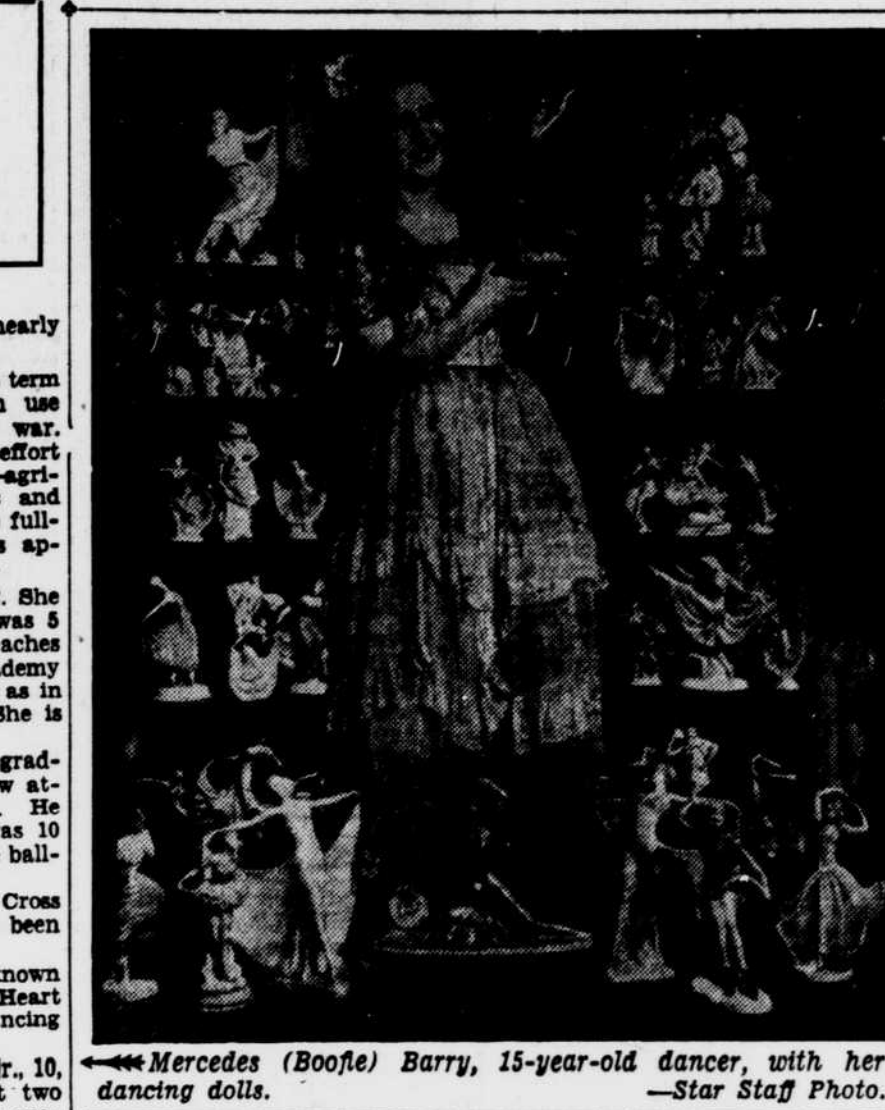 nearly
term
use
war.
effort
-agri-
and
full-
ap-
She
was 5
aches
demy
as in
She is
grad-
w at-
He
as 10
ball-
Cross
been
nown
Heart
ncing
r., 10,
two
Mercedes (Boofie) Barry, 15-year-old dancer, with her
dancing dolls. —Star Staff Photo.